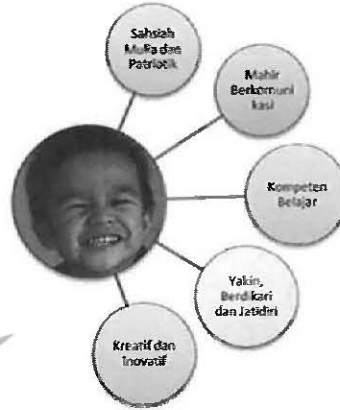 Sahsiah
Mulia dan
Patriotik
Mahir
Berkomuni
kasi
Kompeten
Belajar
Yakin,
Berdikari
dan Jatidiri
Kreatif dan
Inovatif